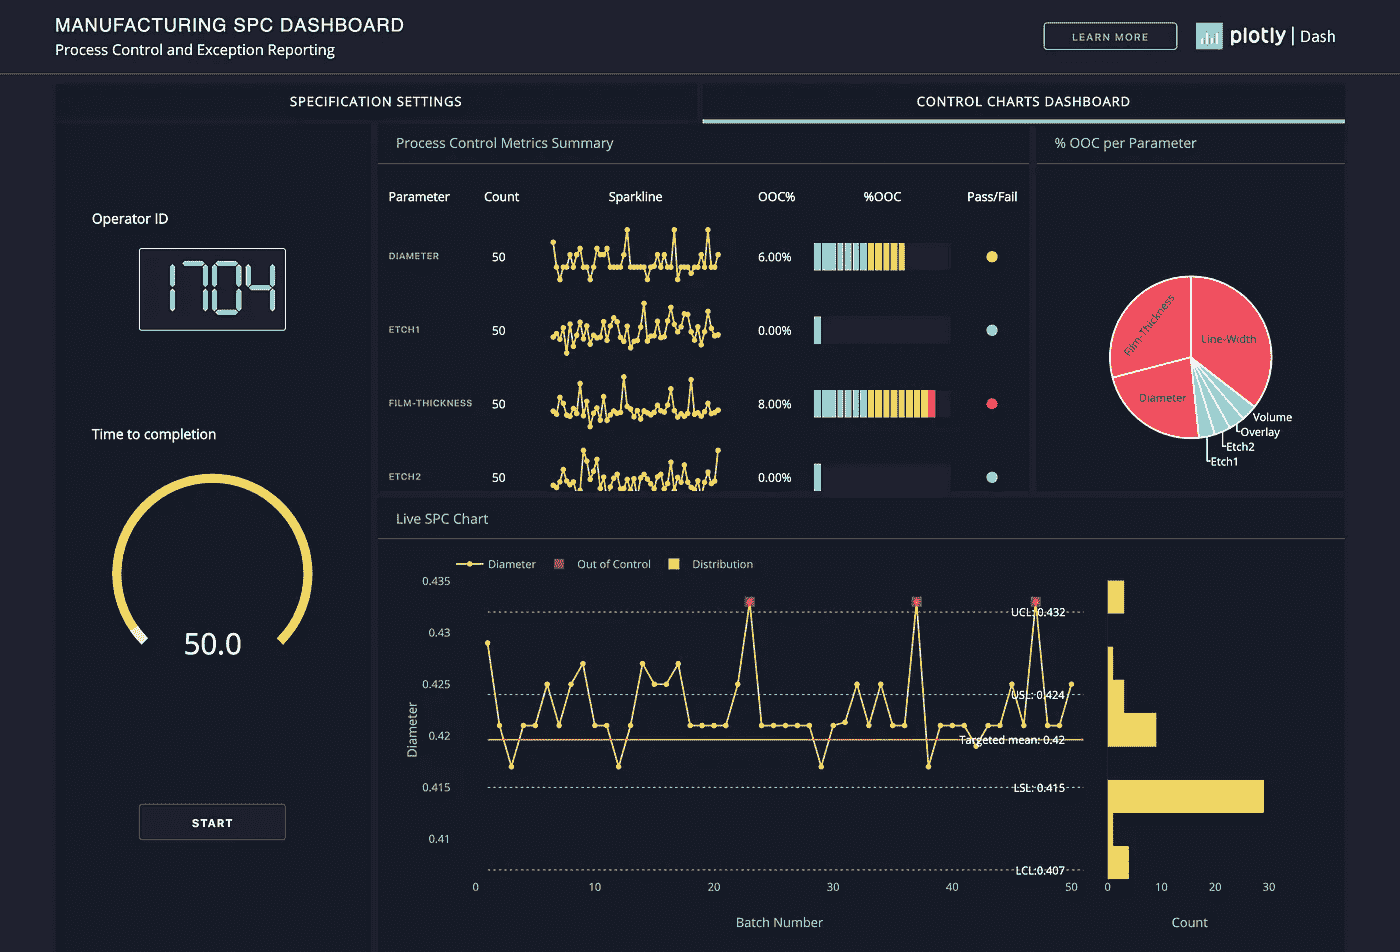 MANUFACTURING SPC DASHBOARD
Process Control and Exception Reporting
LEARN MORE
plotly | Dash
SPECIFICATION SETTINGS
CONTROL CHARTS DASHBOARD
Operator ID
1704
Time to completion
50.0
START
Process Control Metrics Summary
Parameter Count Sparkline OOC% %OOC Pass/Fail
DIAMETER 50 6.00%
ETCH1 50 0.00%
FILM-THICKNESS 50 8.00%
ETCH2 50 0.00%
% OOC per Parameter
Film-Thickness
Line-Width
Diameter
Volume
Overlay
Etch2
Etch1
Live SPC Chart
Diameter Out of Control Distribution
0.435
UCL:0.432
0.43
0.425
USL: 0.424
0.42
Targeted mean: 0.42
0.415
LSL: 0.415
0.41
LCL:0.407
Diameter
0 10 20 30 40 50
Batch Number
0 10 20 30
Count